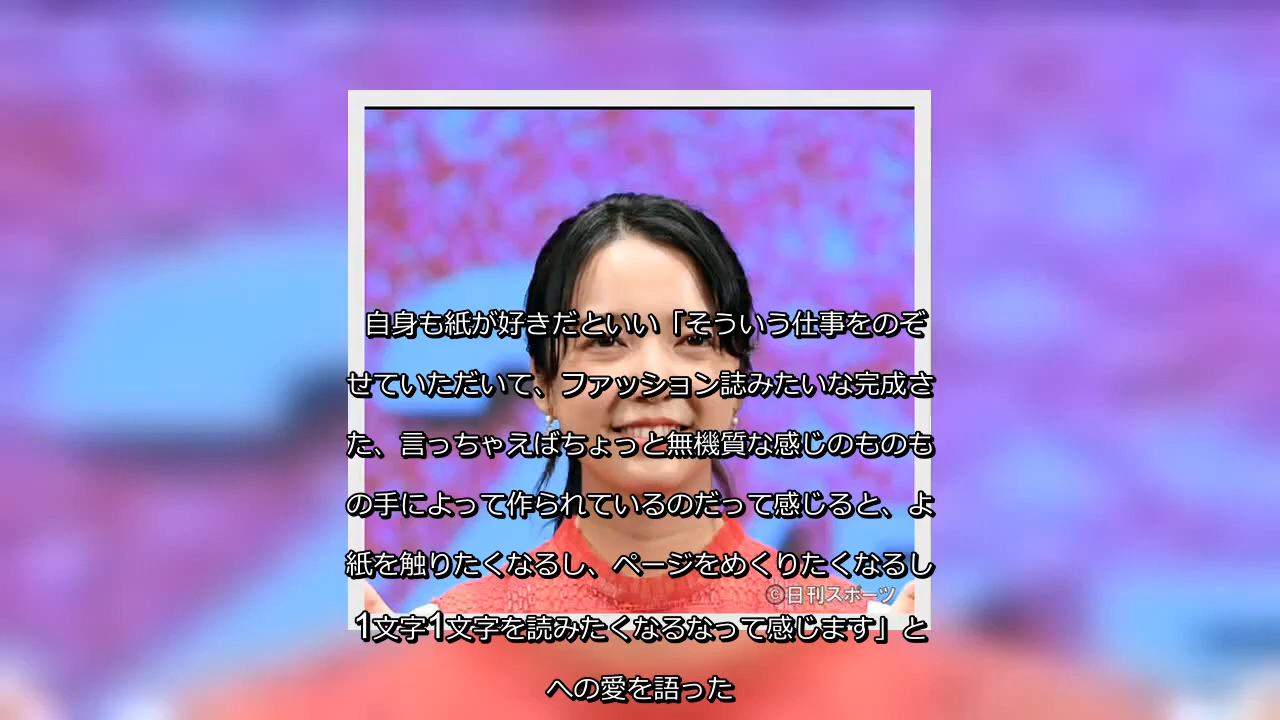 自身も紙が好きだといい「そういう仕事をのぞ
せていただいて、ファッション誌みたいな完成さ
た、言っちゃえばちょっと無機質な感じのものも
の手によって作られているのだって感じると、よ
紙を触りたくなるし、ページをめくりたくなるし
©日刊スポーツ
1文字1文字を読みたくなるなって感じます」と
への愛を語った